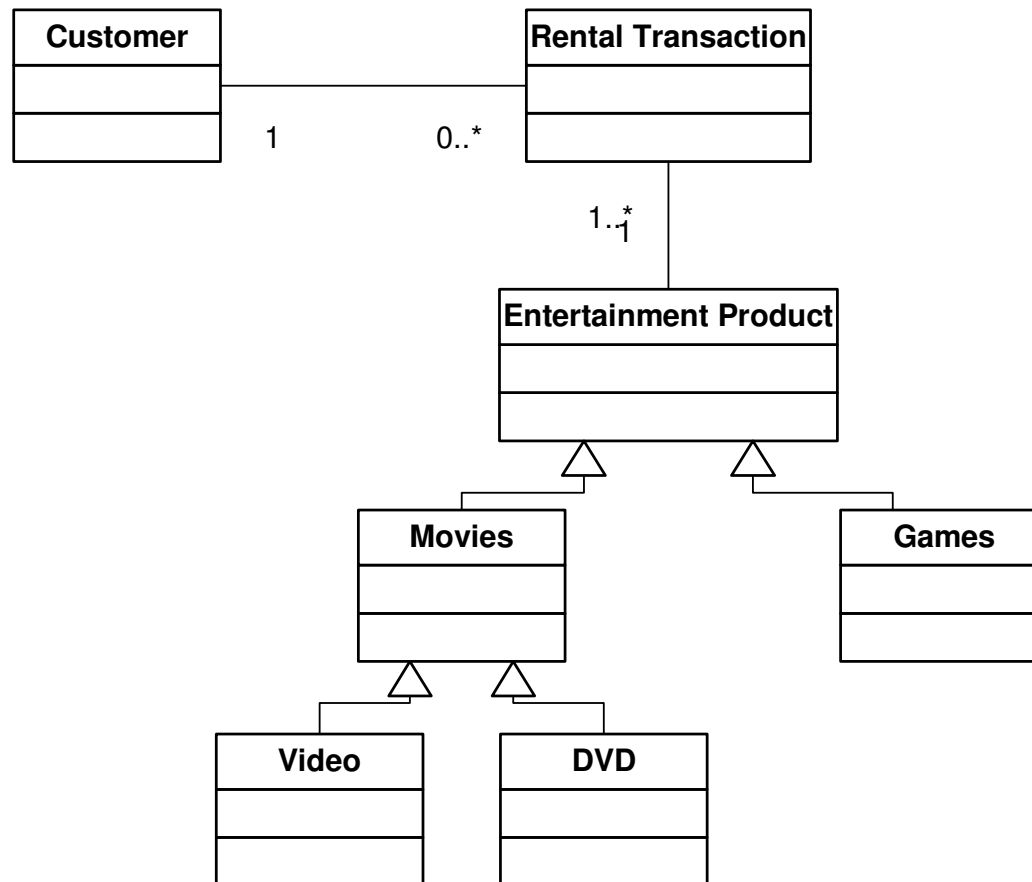 Customer
Rental Transaction
1
0..*
1..*
1
Entertainment Product
Movies
Games
Video
DVD